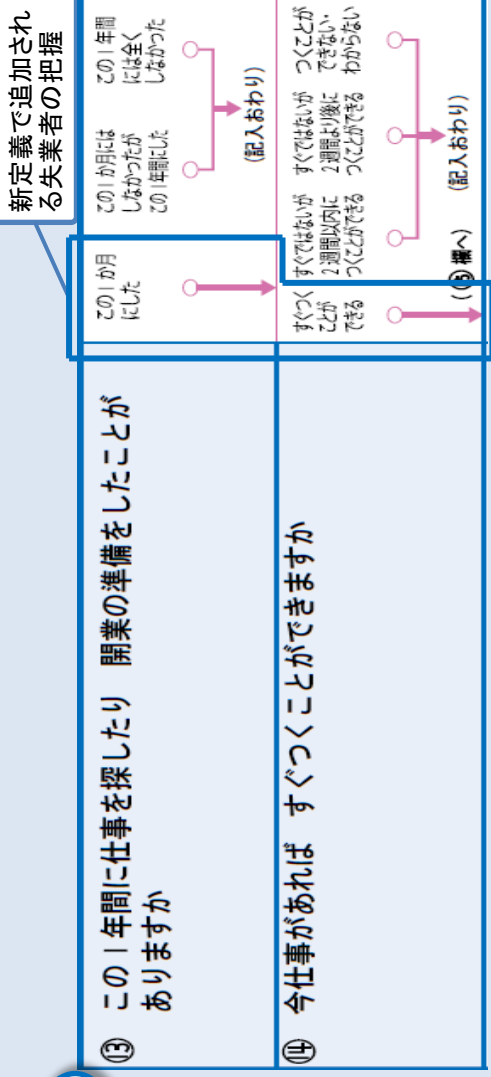 新定義で追加され
る失業者の把握
⑬ この1年間に仕事を探したり 開業の準備をしたことが
ありますか
この1か月
にした
この1か月には
しなかったが
この1年間にした
この1年間
には全く
しなかった
(記入おわり)
⑭ 今仕事があれば すぐつくことができますか
すぐつく
ことが
できる
すぐではないが
2週間以内に
つくことができる
すぐではないが
2週間より後に
つくことができる
つくことが
できない・
わからない
(⑮欄へ)
(記入おわり)